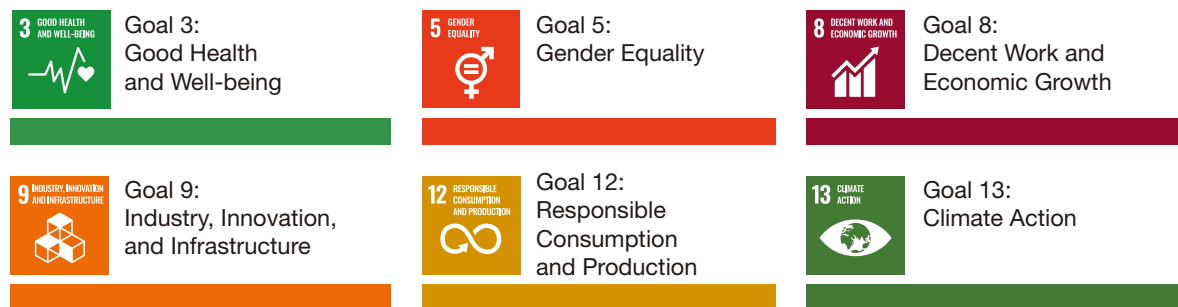 3 GOOD HEALTH
AND WELL-BEING
Goal 3:
Good Health
and Well-being
5 GENDER
EQUALITY
Goal 5:
Gender Equality
8 DECENT WORK AND
ECONOMIC GROWTH
Goal 8:
Decent Work and
Economic Growth
9 INDUSTRY, INNOVATION
AND INFRASTRUCTURE
Goal 9:
Industry, Innovation,
and Infrastructure
12 RESPONSIBLE
CONSUMPTION
AND PRODUCTION
Goal 12:
Responsible
Consumption
and Production
13 CLIMATE
ACTION
Goal 13:
Climate Action